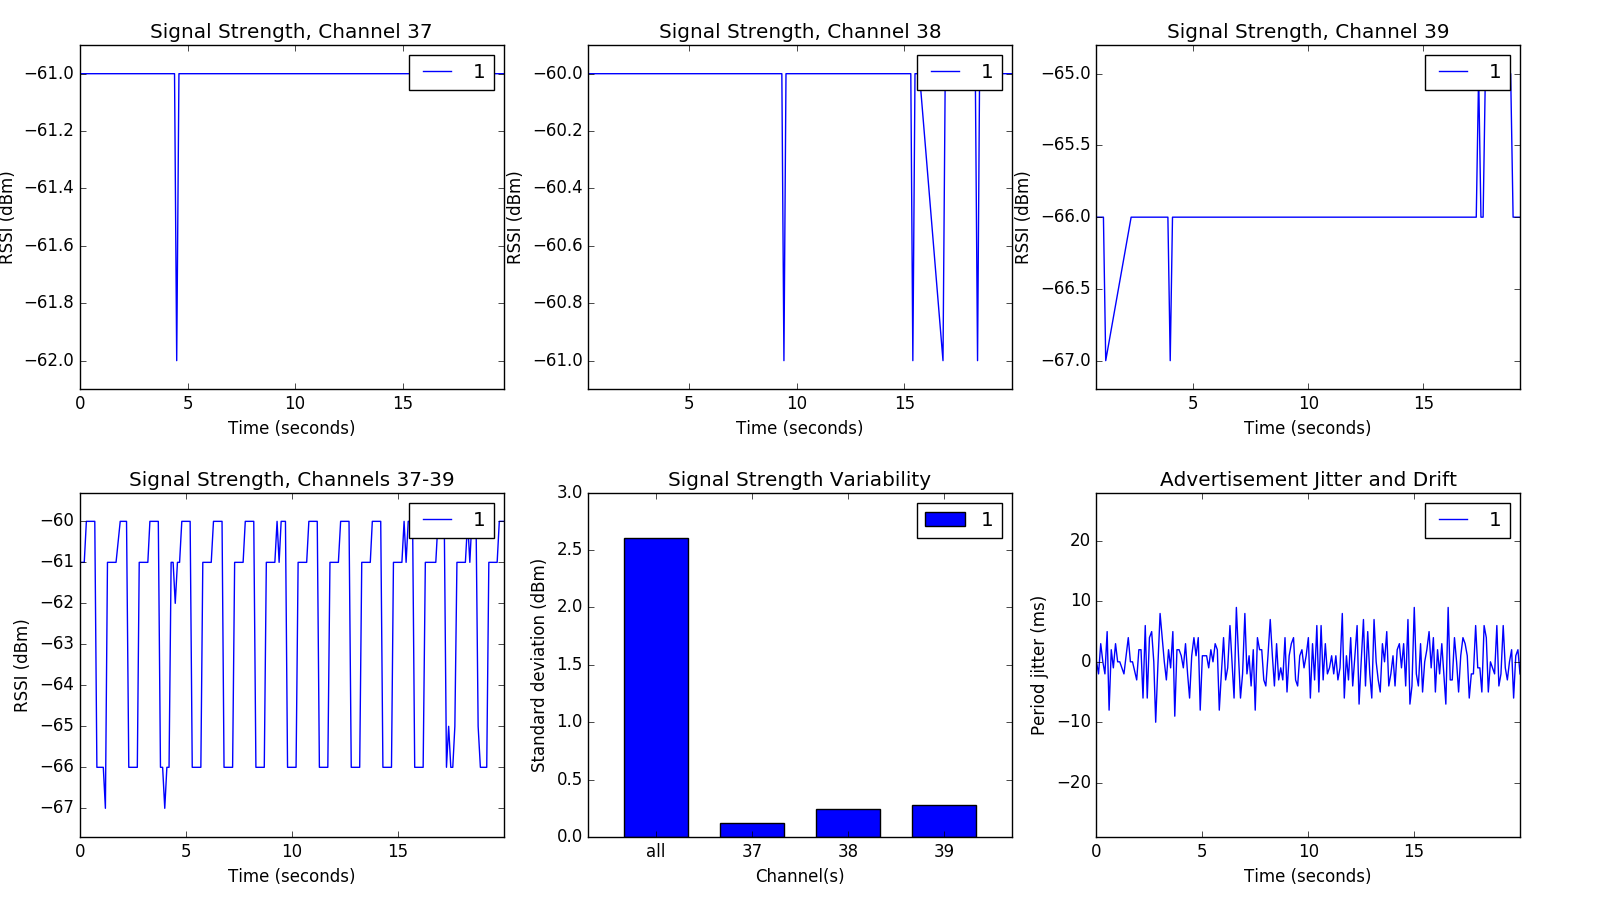 Signal Strength, Channel 37
1
−61.0
−61.2
−61.4
−61.6
−61.8
−62.0
RSSI (dBm)
0 5 10 15
Time (seconds)
Signal Strength, Channel 38
1
−60.0
−60.2
−60.4
−60.6
−60.8
−61.0
RSSI (dBm)
5 10 15
Time (seconds)
Signal Strength, Channel 39
1
−65.0
−65.5
−66.0
−66.5
−67.0
RSSI (dBm)
5 10 15
Time (seconds)
Signal Strength, Channels 37-39
1
−60
−61
−62
−63
−64
−65
−66
−67
RSSI (dBm)
0 5 10 15
Time (seconds)
Signal Strength Variability
1
3.0
2.5
2.0
1.5
1.0
0.5
0.0
Standard deviation (dBm)
all 37 38 39
Channel(s)
Advertisement Jitter and Drift
1
20
10
0
−10
−20
Period jitter (ms)
0 5 10 15
Time (seconds)